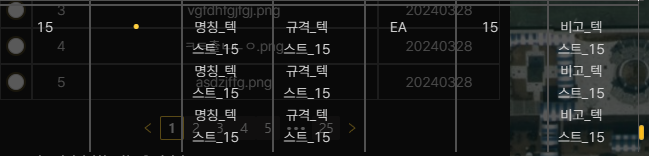 3 vgfdhfgjfgj.png 20240328
15 명칭_텍 규격_텍 EA 15 비고_텍
스트_15 스트_15 스트_15
4 .png 20240328
명칭_텍 규격_텍 비고_텍
5 asdziffg.png 20240328
스트_15 스트_15 스트_15
명칭_텍 규격_텍 비고_텍
< 1 2 3 4 5 ••• 25 >
스트_15 스트_15 스트_15